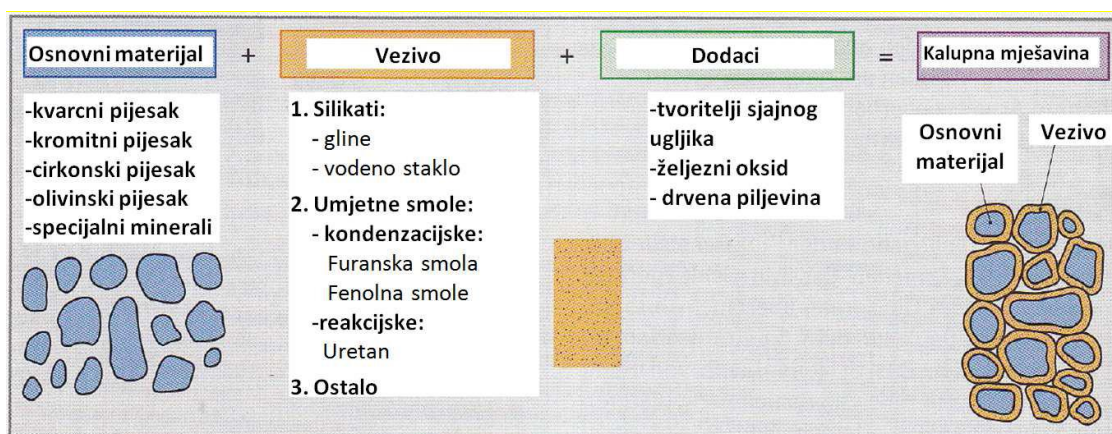 Osnovni materijal + Vezivo + Dodaci = Kalupna mješavina
-kvarcni pijesak
-kromitni pijesak
-cirkonski pijesak
-olivinski pijesak
-specijalni minerali
1. Silikati:
- gline
- vodeno staklo
2. Umjetne smole:
- kondenzacijske:
Furanska smola
Fenolna smole
-reakcijske:
Uretan
3. Ostalo
-tvoritelji sjajnog
ugljika
-željezni oksid
- drvena piljevina
Osnovni
materijal
Vezivo